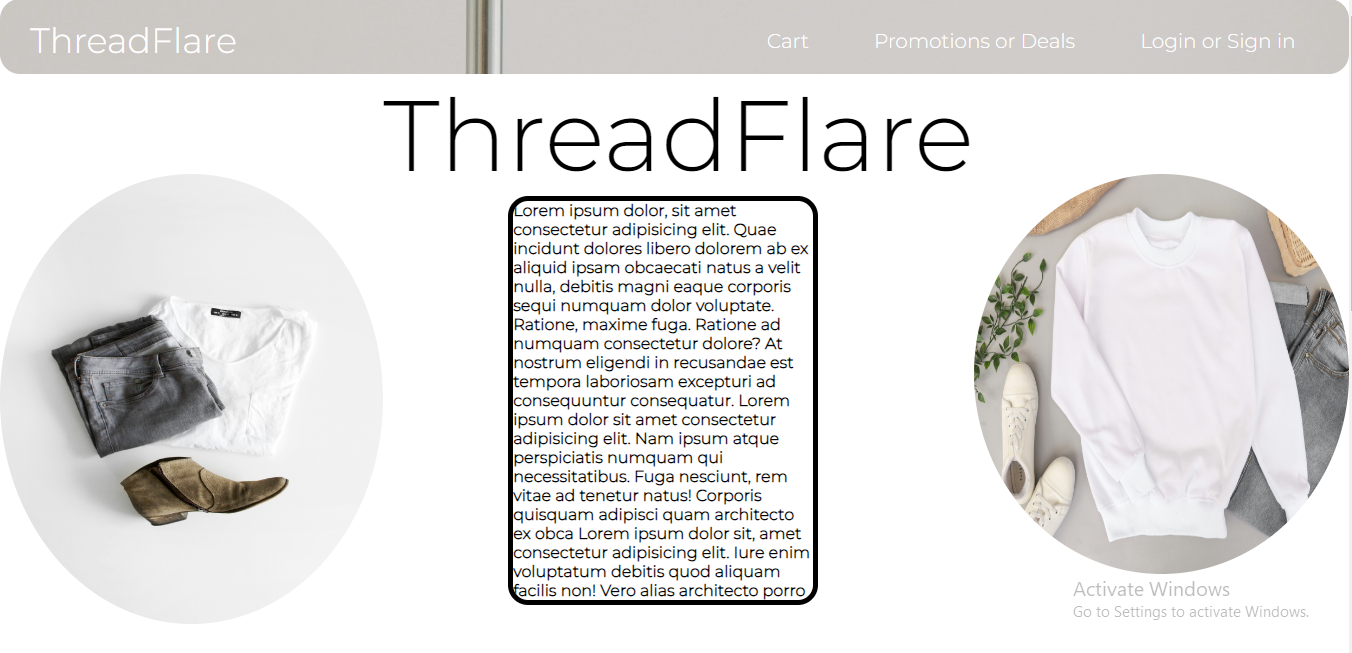 ThreadFlare
Cart
Promotions or Deals
Login or Sign in
ThreadFlare
Lorem ipsum dolor, sit amet
consectetur adipisicing elit. Quae
incidunt dolores libero dolorem ab ex
aliquid ipsam obcaecati natus a velit
nulla, debitis magni eaque corporis
sequi numquam dolor voluptate.
Ratione, maxime fuga. Ratione ad
numquam consectetur dolore? At
nostrum eligendi in recusandae est
tempora laboriosam excepturi ad
consequuntur consequatur. Lorem
ipsum dolor sit amet consectetur
adipisicing elit. Nam ipsum atque
perspiciatis numquam qui
necessitatibus. Fuga nesciunt, rem
vitae ad tenetur natus! Corporis
quisquam adipisci quam architecto
ex obca Lorem ipsum dolor sit, amet
consectetur adipisicing elit. Iure enim
voluptatum debitis quod aliquam
facilis non! Vero alias architecto porro
Activate Windows
Go to Settings to activate Windows.